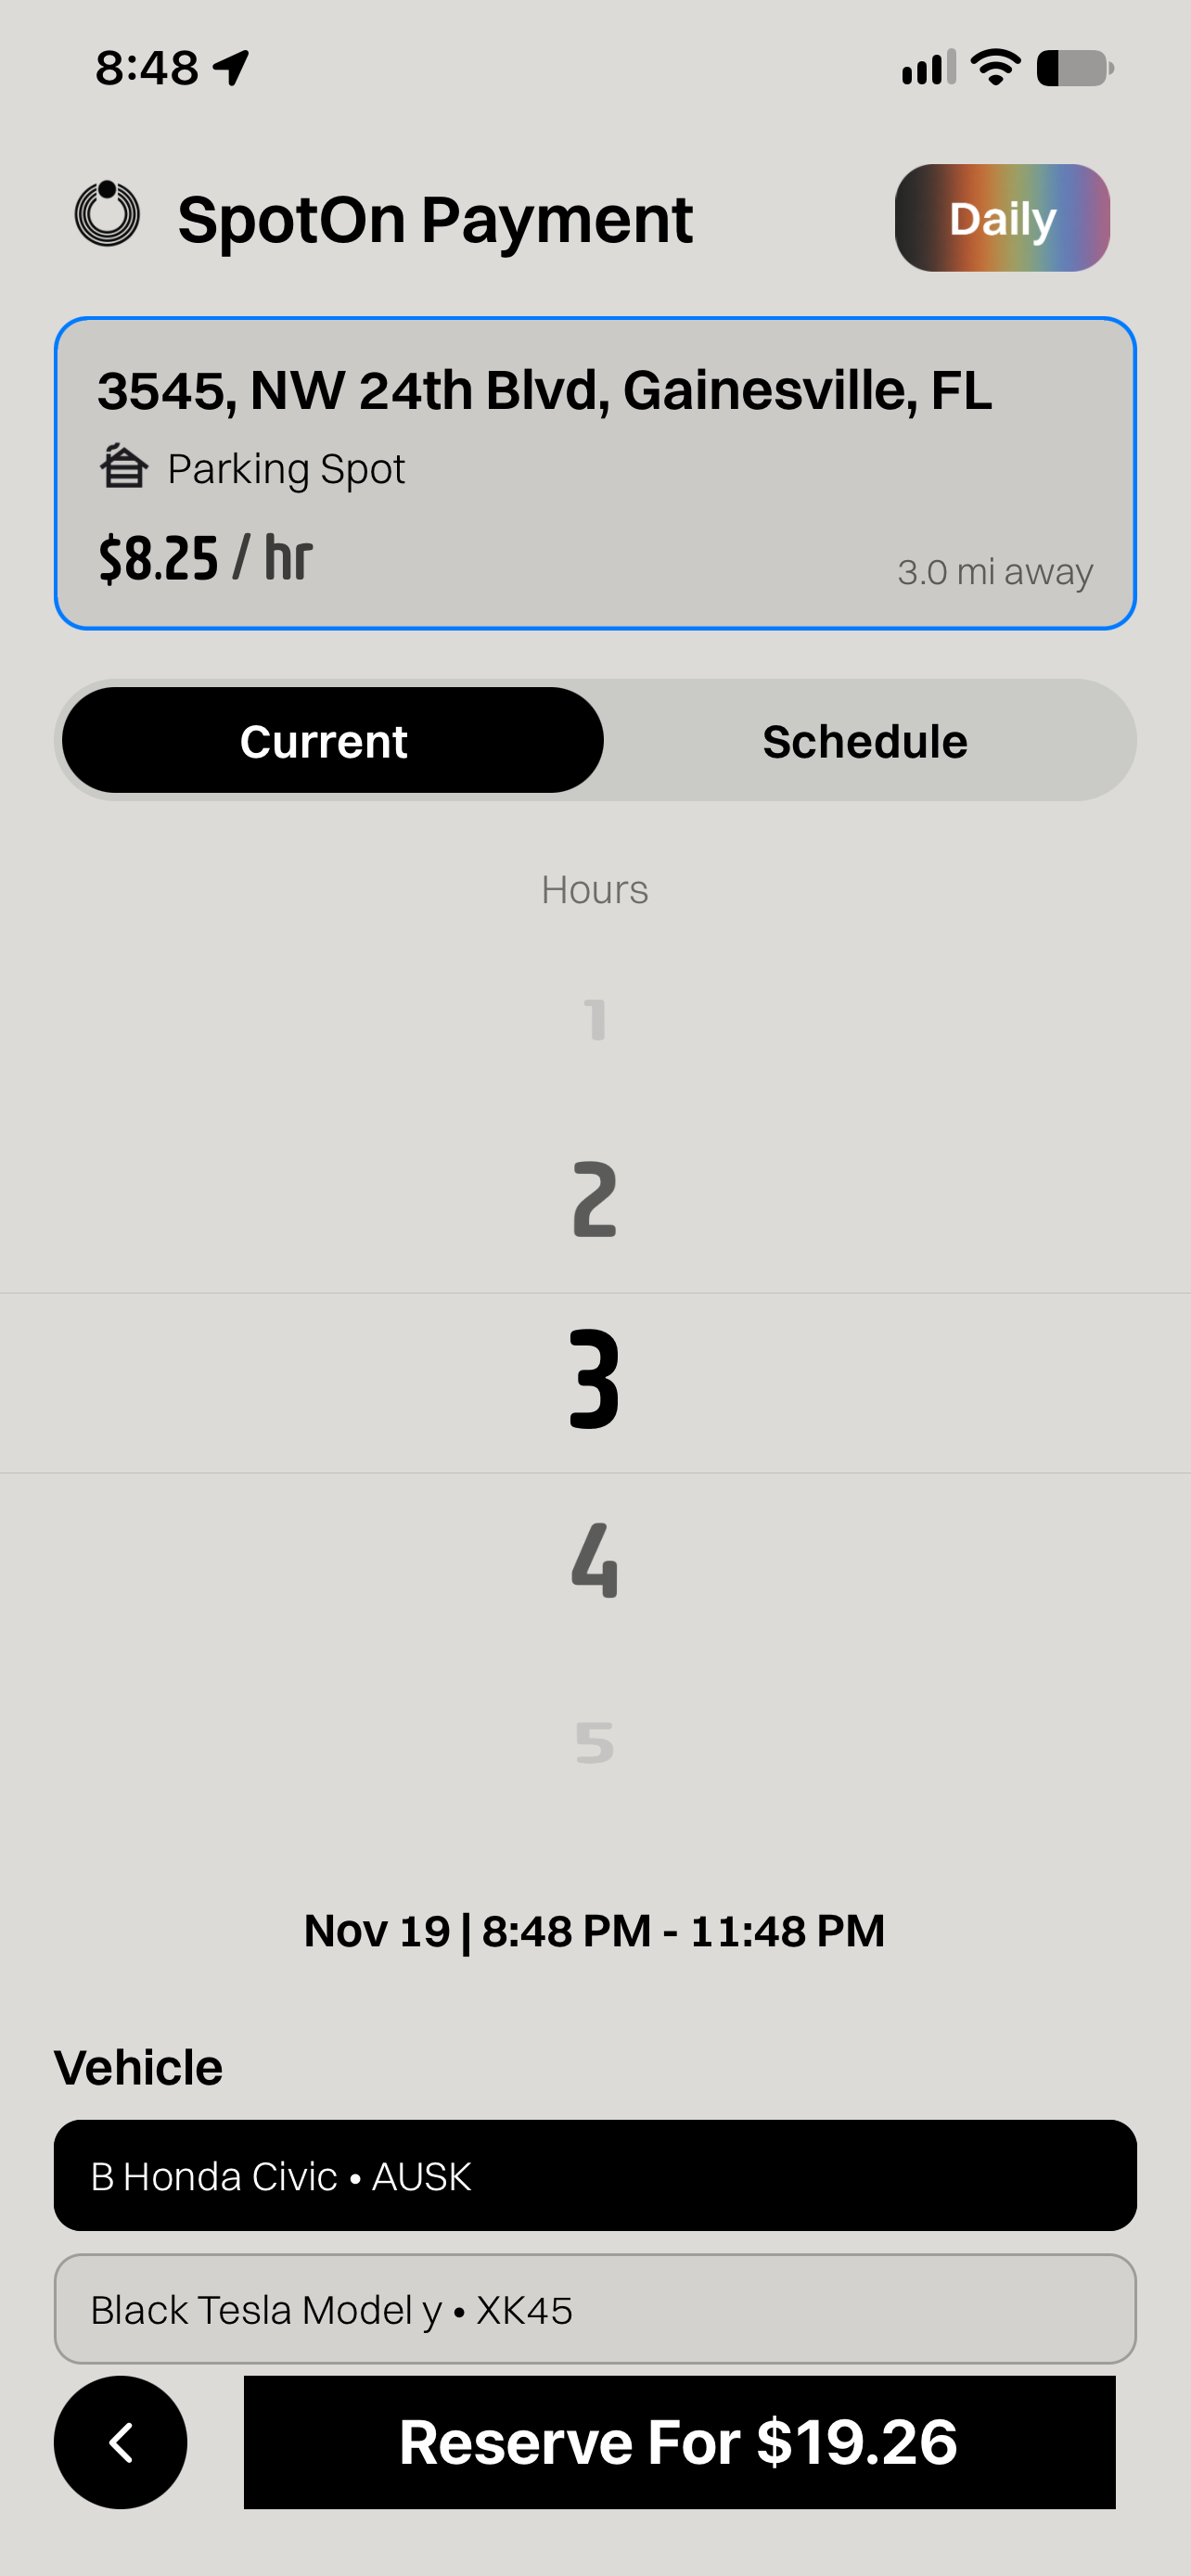 8:48
SpotOn Payment
Daily
3545, NW 24th Blvd, Gainesville, FL
Parking Spot
$8.25 / hr
3.0 mi away
Current
Schedule
Hours
1
2
3
4
5
Nov 19 | 8:48 PM - 11:48 PM
Vehicle
B Honda Civic • AUSK
Black Tesla Model y • XK45
Reserve For $19.26